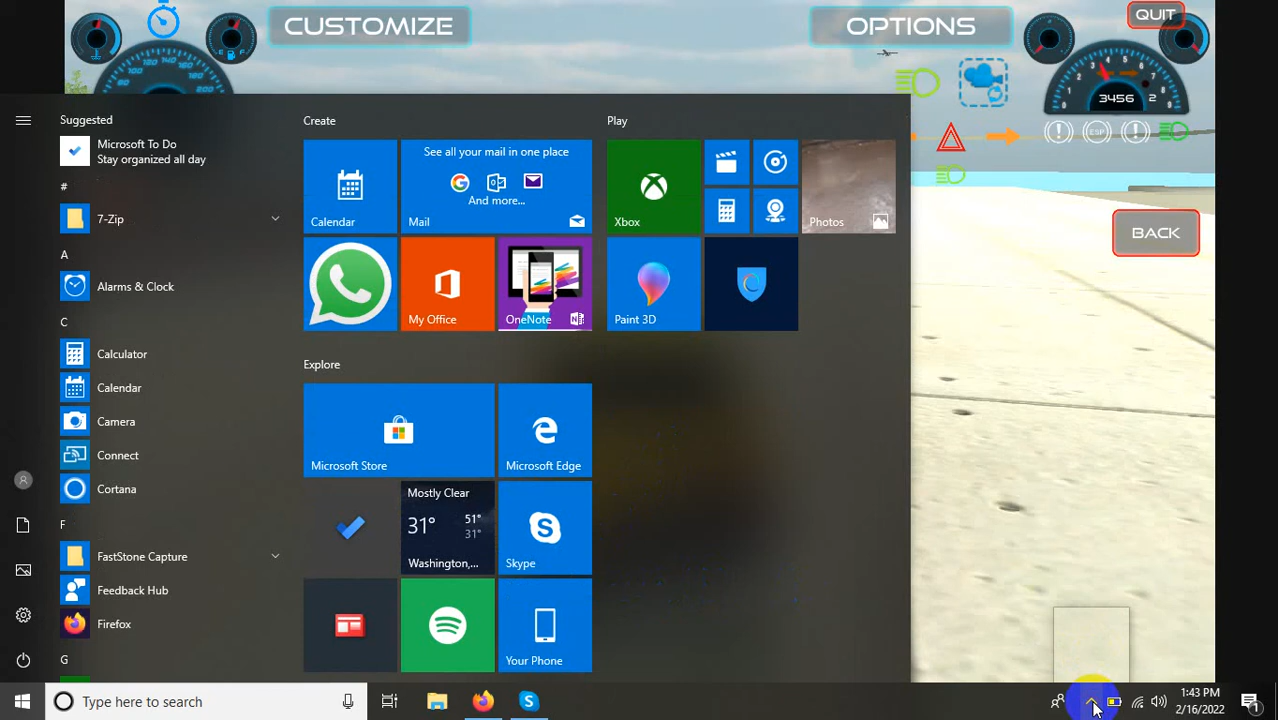 CUSTOMIZE
OPTIONS
QUIT
3456 2
ESP
BACK
Suggested
Microsoft To Do
Stay organized all day
#
7-Zip
A
Alarms & Clock
C
Calculator
Calendar
Camera
Connect
Cortana
F
FastStone Capture
Feedback Hub
Firefox
G
Create
Calendar
See all your mail in one place
And more...
Mail
My Office
OneNote
Play
Xbox
Photos
Paint 3D
Explore
Microsoft Store
Microsoft Edge
Mostly Clear
31° 51°
31°
Washington,...
Skype
Your Phone
Type here to search
1:43 PM
2/16/2022
1